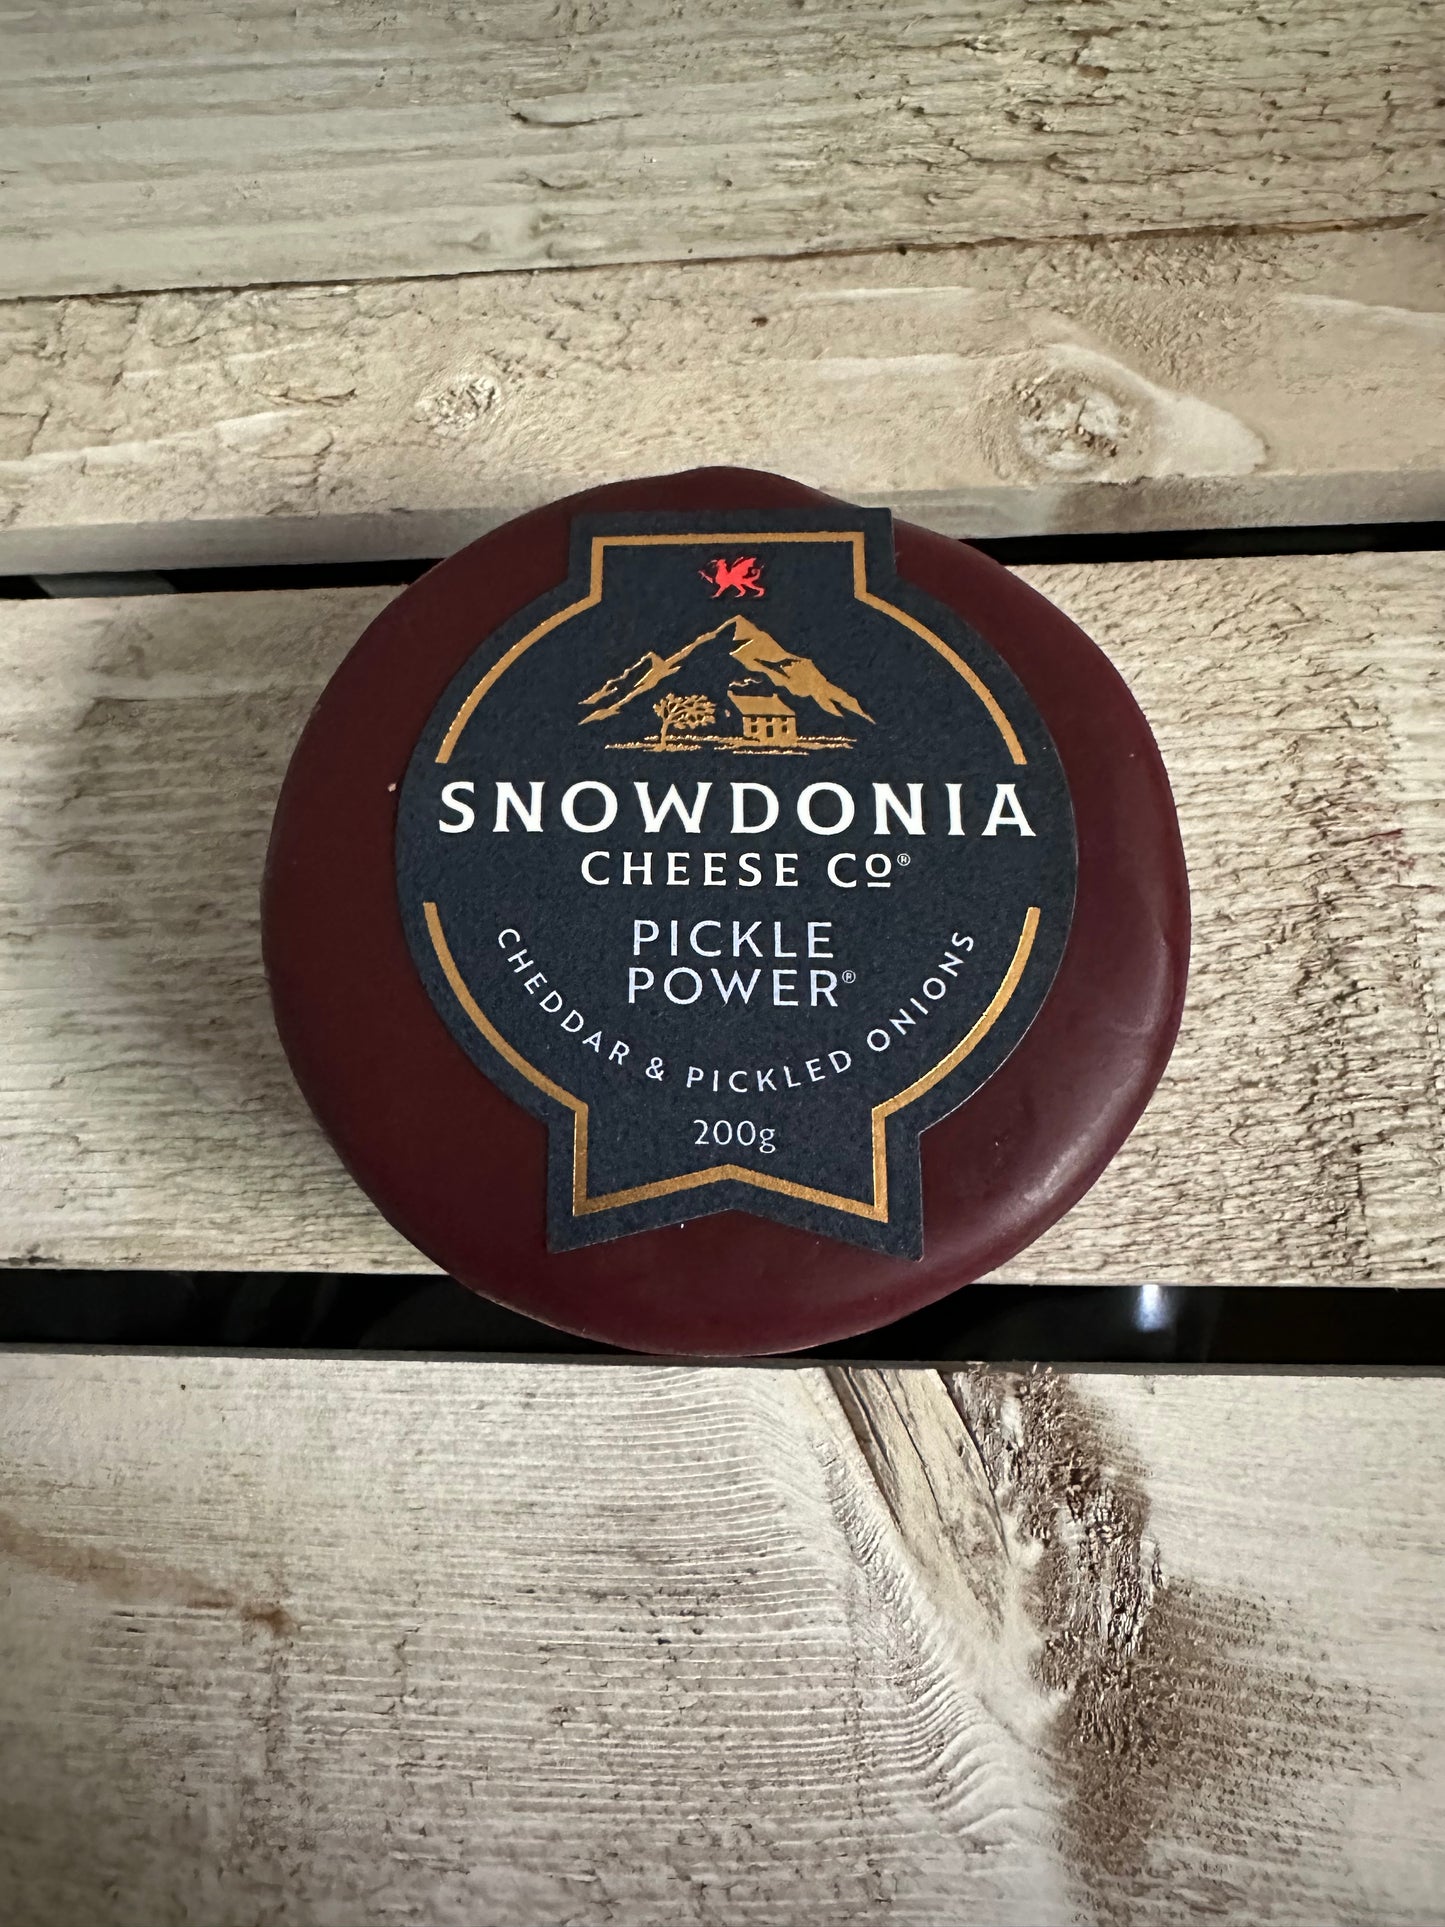 SNOWDONIA
CHEESE Cº®
PICKLE
POWER®
CHEDDAR & PICKLED ONIONS
200g